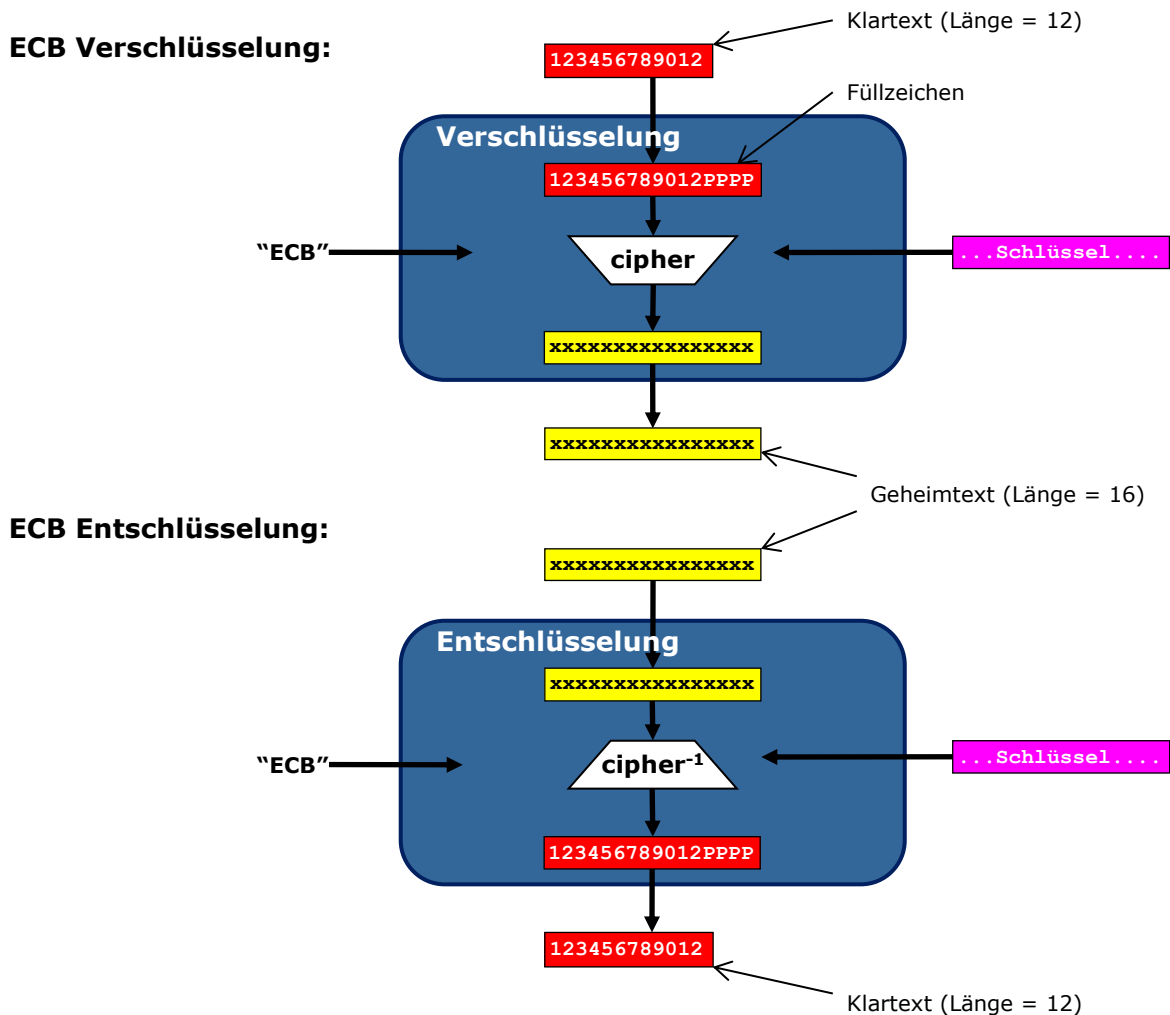 Klartext (Länge = 12)
ECB Verschlüsselung:
123456789012
Füllzeichen
Verschlüsselung
123456789012PPPP
“ECB”
cipher
...Schlüssel....
xxxxxxxxxxxxxxxx
xxxxxxxxxxxxxxxx
Geheimtext (Länge = 16)
ECB Entschlüsselung:
xxxxxxxxxxxxxxxx
Entschlüsselung
xxxxxxxxxxxxxxxx
“ECB”
cipher⁻¹
...Schlüssel....
123456789012PPPP
123456789012
Klartext (Länge = 12)